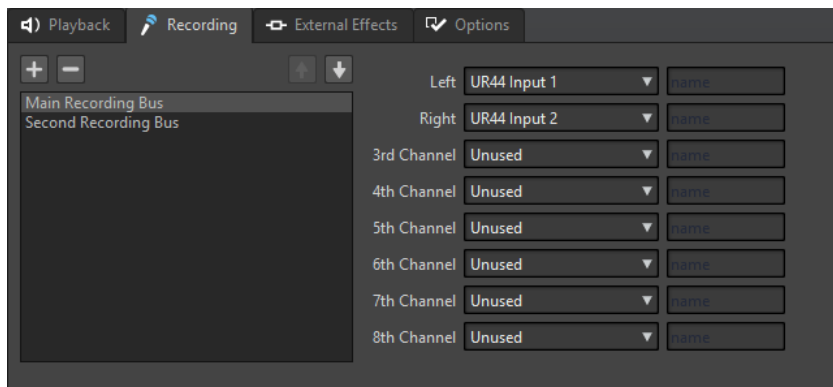 Playback Recording External Effects Options
Main Recording Bus
Second Recording Bus
Left UR44 Input 1 name
Right UR44 Input 2 name
3rd Channel Unused name
4th Channel Unused name
5th Channel Unused name
6th Channel Unused name
7th Channel Unused name
8th Channel Unused name